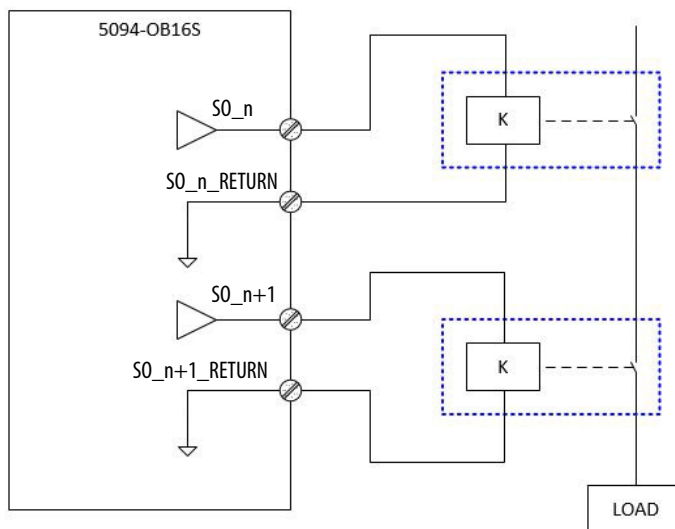 5094-OB16S
SO_n
K
SO_n_RETURN
SO_n+1
K
SO_n+1_RETURN
LOAD